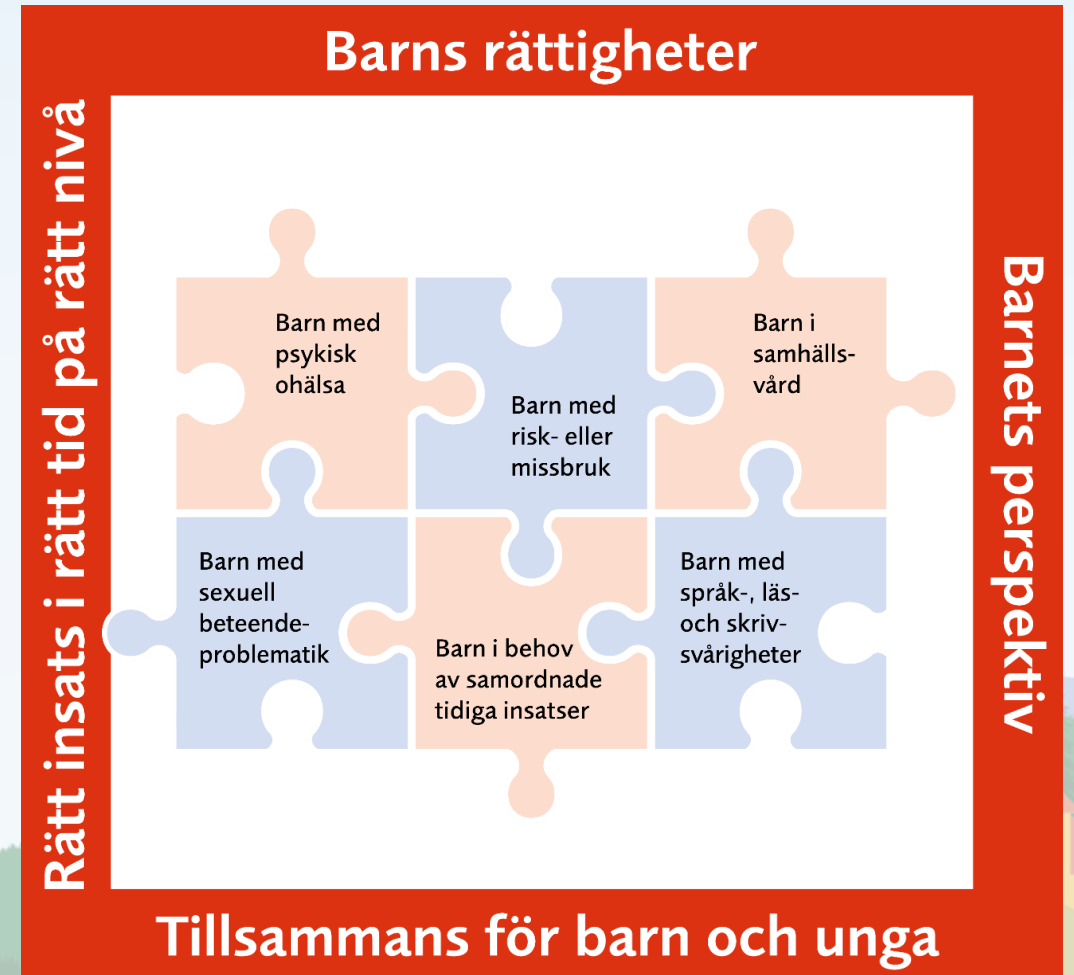 Barns rättigheter
Rätt insats i rätt tid på rätt nivå
Barn med
psykisk
ohälsa
Barn med
risk- eller
missbruk
Barn i
samhälls-
vård
Barn med
sexuell
beteende-
problematik
Barn i behov
av samordnade
tidiga insatser
Barn med
språk-, läs-
och skriv-
svårigheter
Barnets perspektiv
Tillsammans för barn och unga